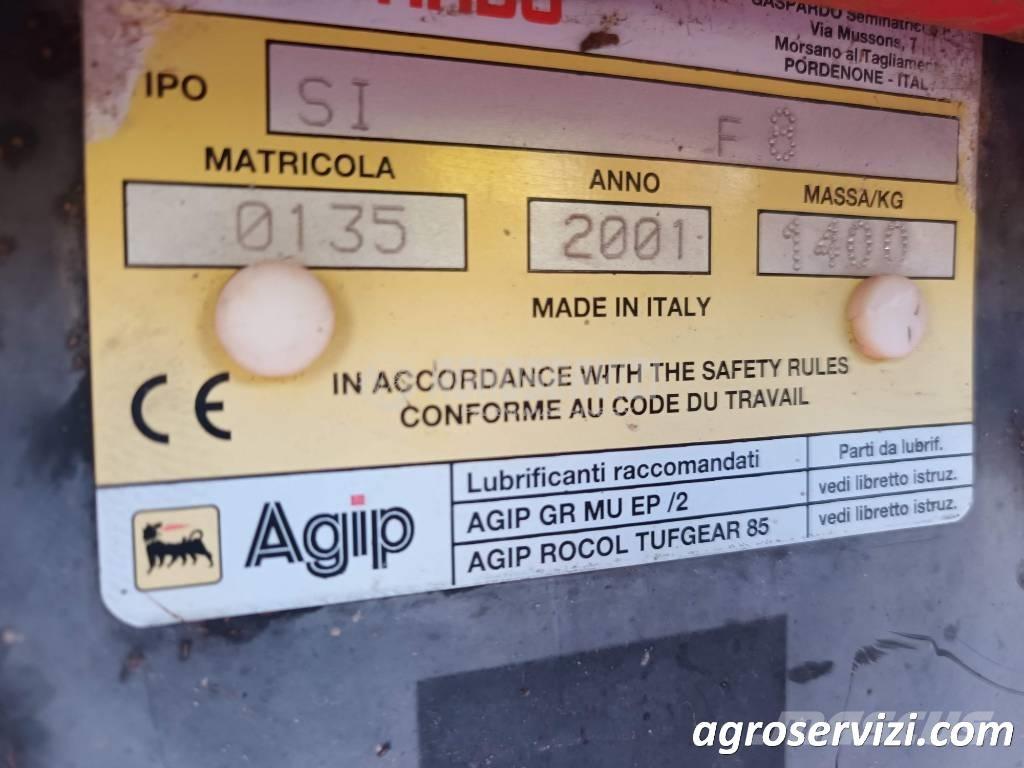 GASPARDO Seminatrici
Via Mussons, 7
Morsano al
PORDENONE - ITAL
IPO SI F 8
MATRICOLA ANNO MASSA/KG
0135 2001 1400
MADE IN ITALY
CE IN ACCORDANCE WITH THE SAFETY RULES
CONFORME AU CODE DU TRAVAIL
Agip
Lubrificanti raccomandati Parti da lubrif.
AGIP GR MU EP /2 vedi libretto istruz.
AGIP ROCOL TUFGEAR 85 vedi libretto istruz.
agroservizi.com